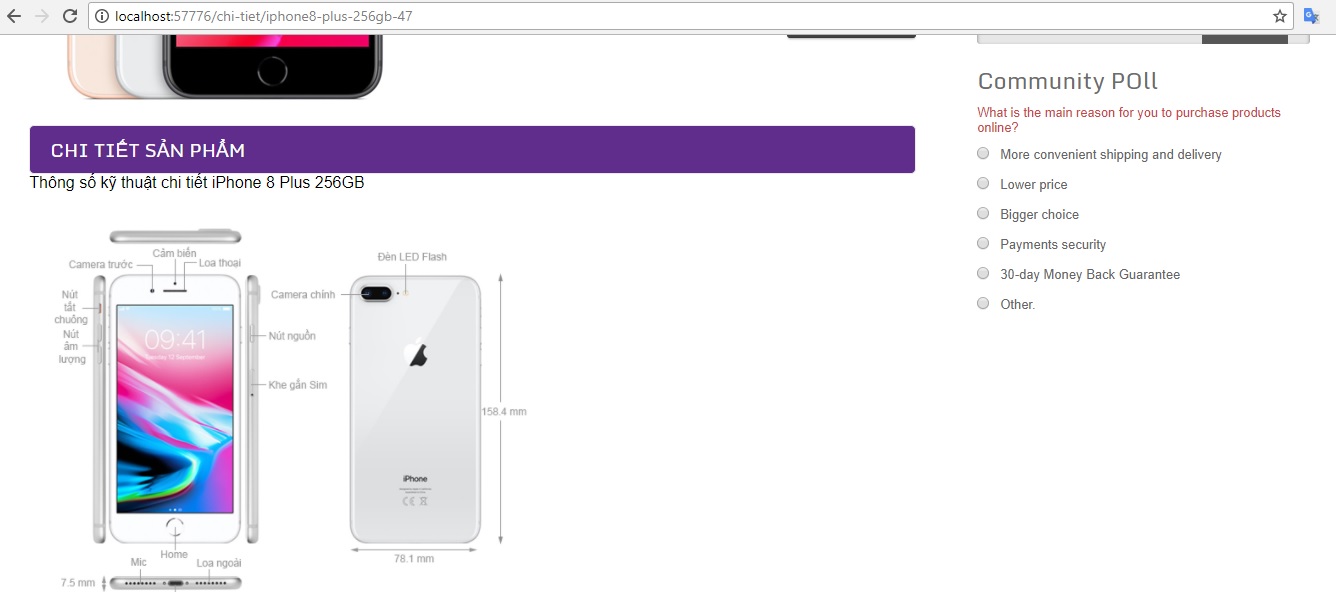 localhost:57776/chi-tiet/iphone8-plus-256gb-47
CHI TIẾT SẢN PHẨM
Thông số kỹ thuật chi tiết iPhone 8 Plus 256GB
Cảm biến
Camera trước
Loa thoại
Nút
tắt
chuông
Nút
âm
lượng
09:41
Tuesday 12 September
Nút nguồn
Khe gắn Sim
Home
Mic
Loa ngoài
7.5 mm
Đèn LED Flash
Camera chính
iPhone
158.4 mm
78.1 mm
Community POll
What is the main reason for you to purchase products
online?
More convenient shipping and delivery
Lower price
Bigger choice
Payments security
30-day Money Back Guarantee
Other.